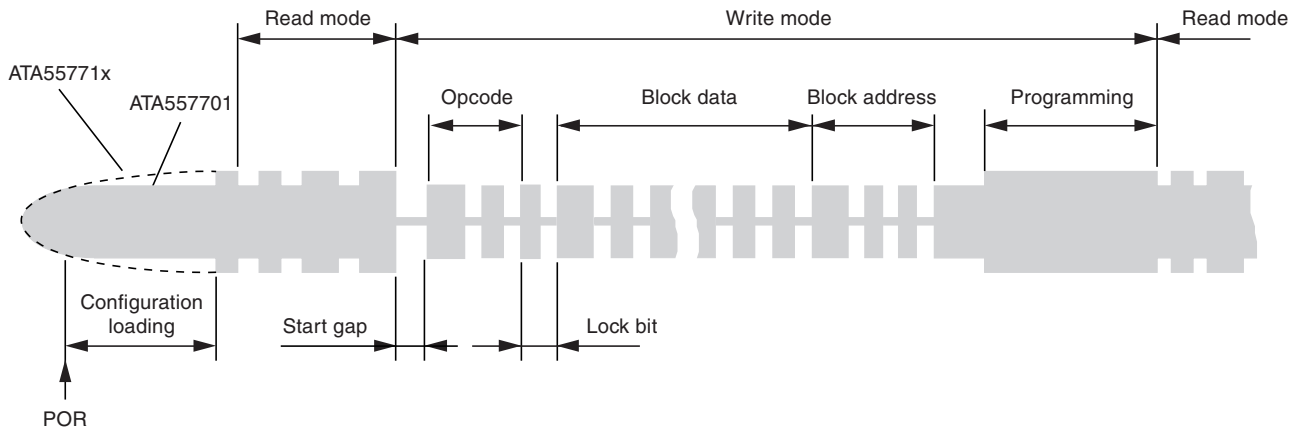 Read mode
Write mode
Read mode
ATA55771x
ATA557701
Opcode
Block data
Block address
Programming
Configuration
loading
Start gap
Lock bit
POR